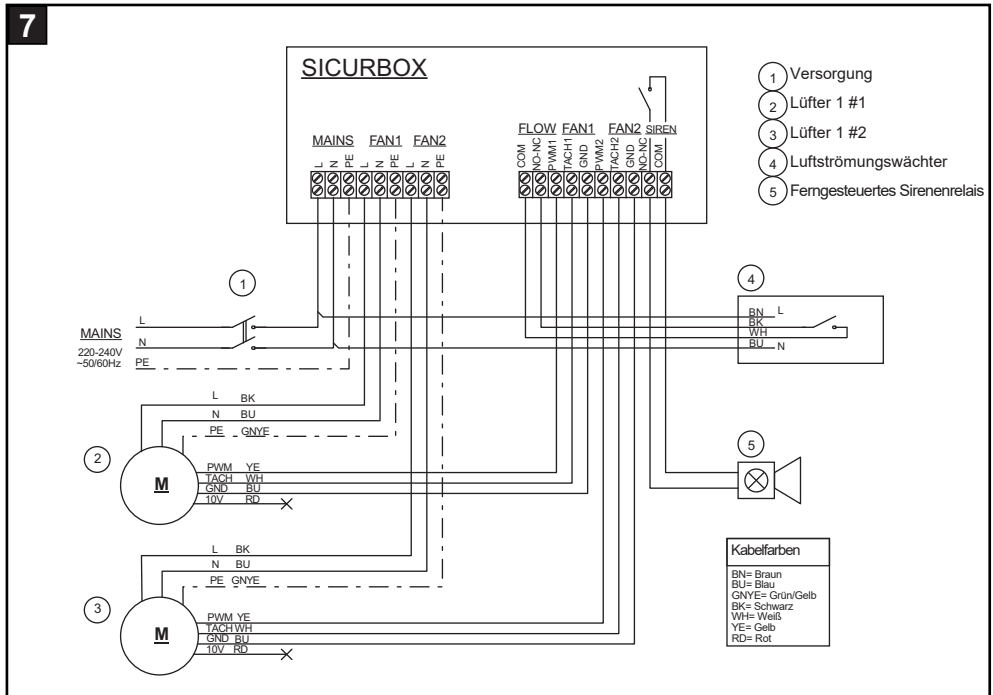 7
SICURBOX
MAINS FAN1 FAN2
L N PE L N PE L N PE
FLOW FAN1 FAN2 SIREN
COM NO-NC PWM1 TACH1 GND PWM2 TACH2 GND NO-NC COM
1 Versorgung
2 Lüfter 1 #1
3 Lüfter 1 #2
4 Luftströmungswächter
5 Ferngesteuertes Sirenenrelais
1
MAINS
220-240V
~50/60Hz
L
N
PE
4
BN L
BK
WH
BU N
L BK
N BU
PE GNYE
2
M
PWM YE
TACH WH
GND BU
10V RD
5
L BK
N BU
PE GNYE
3
M
PWM YE
TACH WH
GND BU
10V RD
Kabelfarben
BN= Braun
BU= Blau
GNYE= Grün/Gelb
BK= Schwarz
WH= Weiß
YE= Gelb
RD= Rot